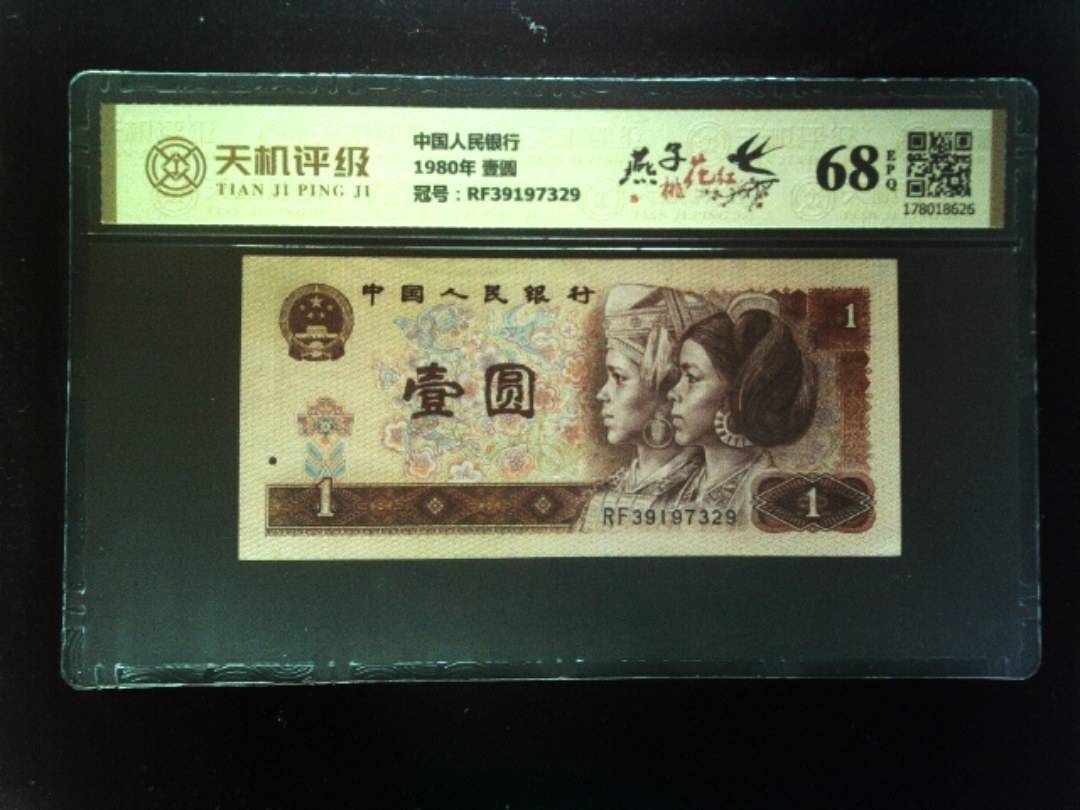 天机评级
TIAN JI PING JI
中国人民银行
1980年 壹圆
冠号：RF39197329
燕子
桃花红
68
EPQ
178018626
中国人民银行
1
壹圆
1
RF39197329
1